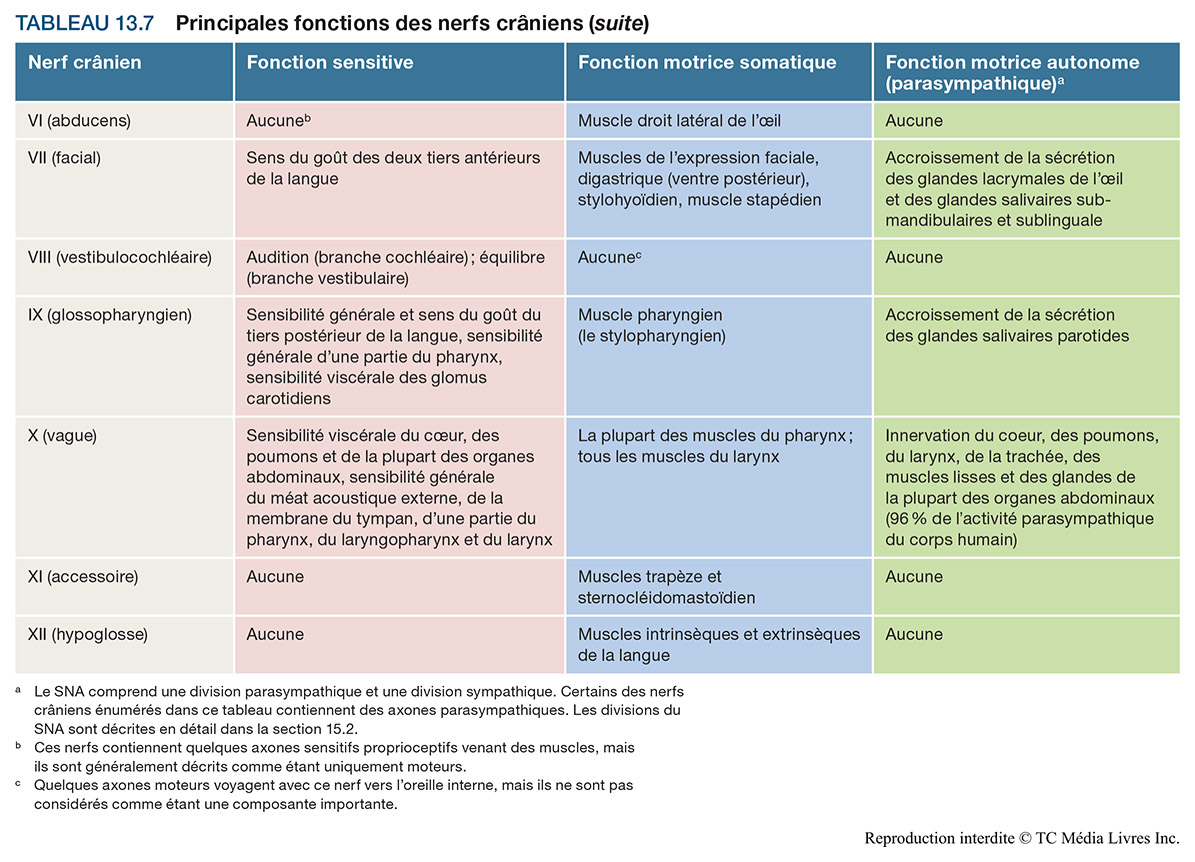 TABLEAU 13.7 Principales fonctions des nerfs crâniens (suite)
Nerf crânien
Fonction sensitive
Fonction motrice somatique
Fonction motrice autonome
(parasympathique)ᵃ
VI (abducens)
Aucuneᵇ
Muscle droit latéral de l’œil
Aucune
VII (facial)
Sens du goût des deux tiers antérieurs
de la langue
Muscles de l’expression faciale,
digastrique (ventre postérieur),
stylohyoïdien, muscle stapédien
Accroissement de la sécrétion
des glandes lacrymales de l’œil
et des glandes salivaires sub-
mandibulaires et sublinguale
VIII (vestibulocochléaire)
Audition (branche cochléaire) ; équilibre
(branche vestibulaire)
Aucuneᶜ
Aucune
IX (glossopharyngien)
Sensibilité générale et sens du goût du
tiers postérieur de la langue, sensibilité
générale d’une partie du pharynx,
sensibilité viscérale des glomus
carotidiens
Muscle pharyngien
(le stylopharyngien)
Accroissement de la sécrétion
des glandes salivaires parotides
X (vague)
Sensibilité viscérale du cœur, des
poumons et de la plupart des organes
abdominaux, sensibilité générale
du méat acoustique externe, de la
membrane du tympan, d’une partie du
pharynx, du laryngopharynx et du larynx
La plupart des muscles du pharynx ;
tous les muscles du larynx
Innervation du coeur, des poumons,
du larynx, de la trachée, des
muscles lisses et des glandes de
la plupart des organes abdominaux
(96 % de l’activité parasympathique
du corps humain)
XI (accessoire)
Aucune
Muscles trapèze et
sternocléidomastoïdien
Aucune
XII (hypoglosse)
Aucune
Muscles intrinsèques et extrinsèques
de la langue
Aucune
ᵃ Le SNA comprend une division parasympathique et une division sympathique. Certains des nerfs
crâniens énumérés dans ce tableau contiennent des axones parasympathiques. Les divisions du
SNA sont décrites en détail dans la section 15.2.
ᵇ Ces nerfs contiennent quelques axones sensitifs proprioceptifs venant des muscles, mais
ils sont généralement décrits comme étant uniquement moteurs.
ᶜ Quelques axones moteurs voyagent avec ce nerf vers l’oreille interne, mais ils ne sont pas
considérés comme étant une composante importante.
Reproduction interdite © TC Média Livres Inc.